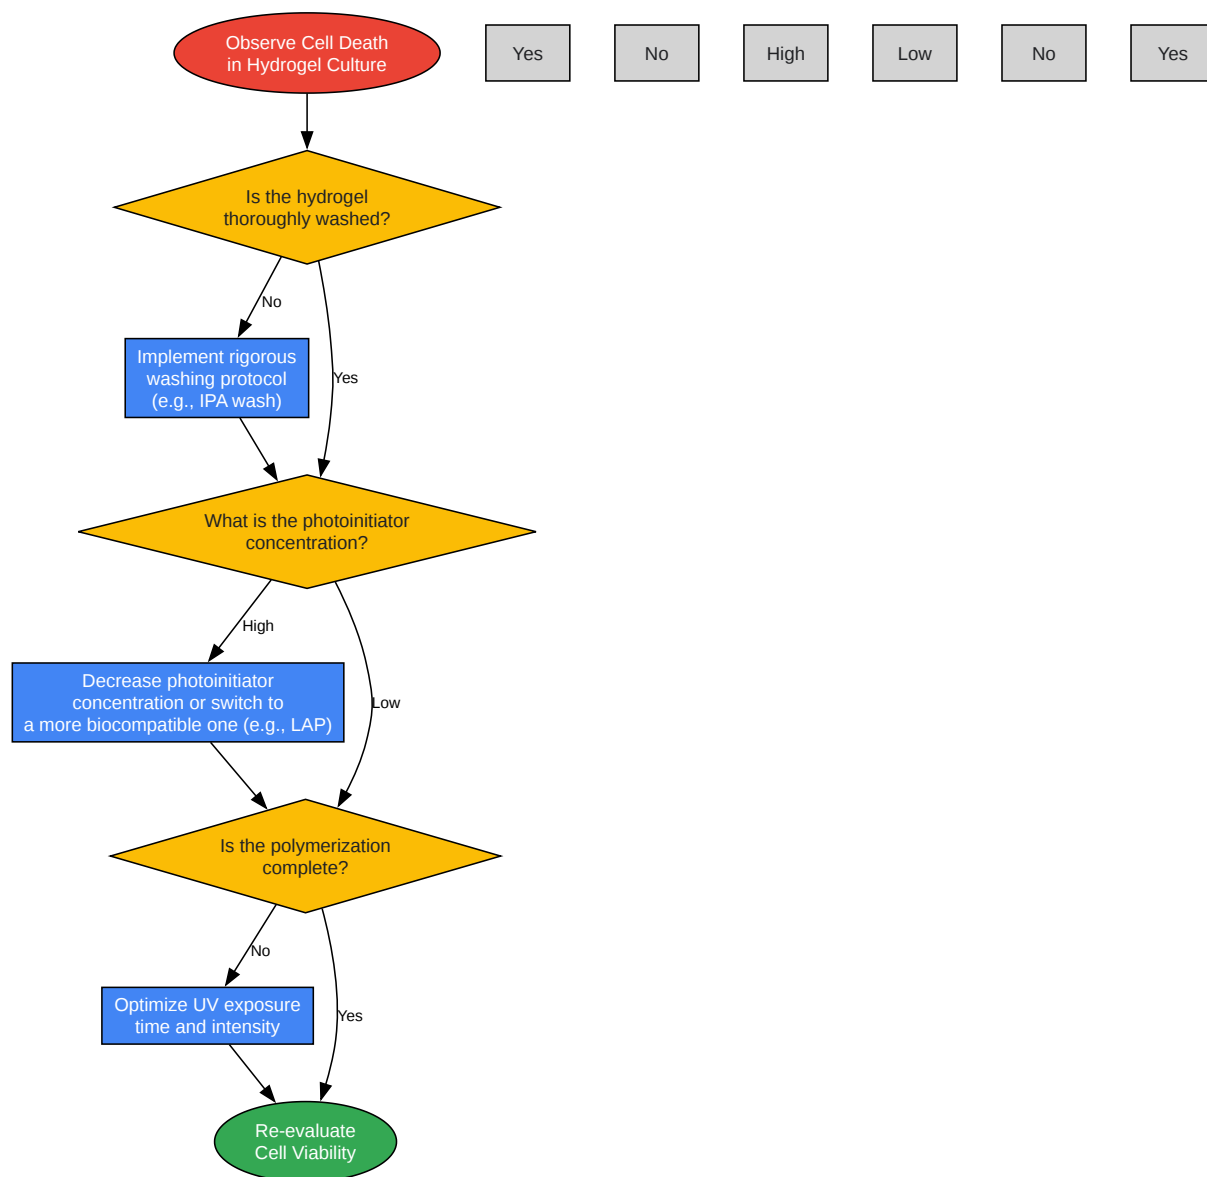 Observe Cell Death
in Hydrogel Culture
Yes
No
High
Low
No
Yes
Is the hydrogel
thoroughly washed?
No
Implement rigorous
washing protocol
(e.g., IPA wash)
Yes
What is the photoinitiator
concentration?
High
Decrease photoinitiator
concentration or switch to
a more biocompatible one (e.g., LAP)
Low
Is the polymerization
complete?
No
Optimize UV exposure
time and intensity
Yes
Re-evaluate
Cell Viability